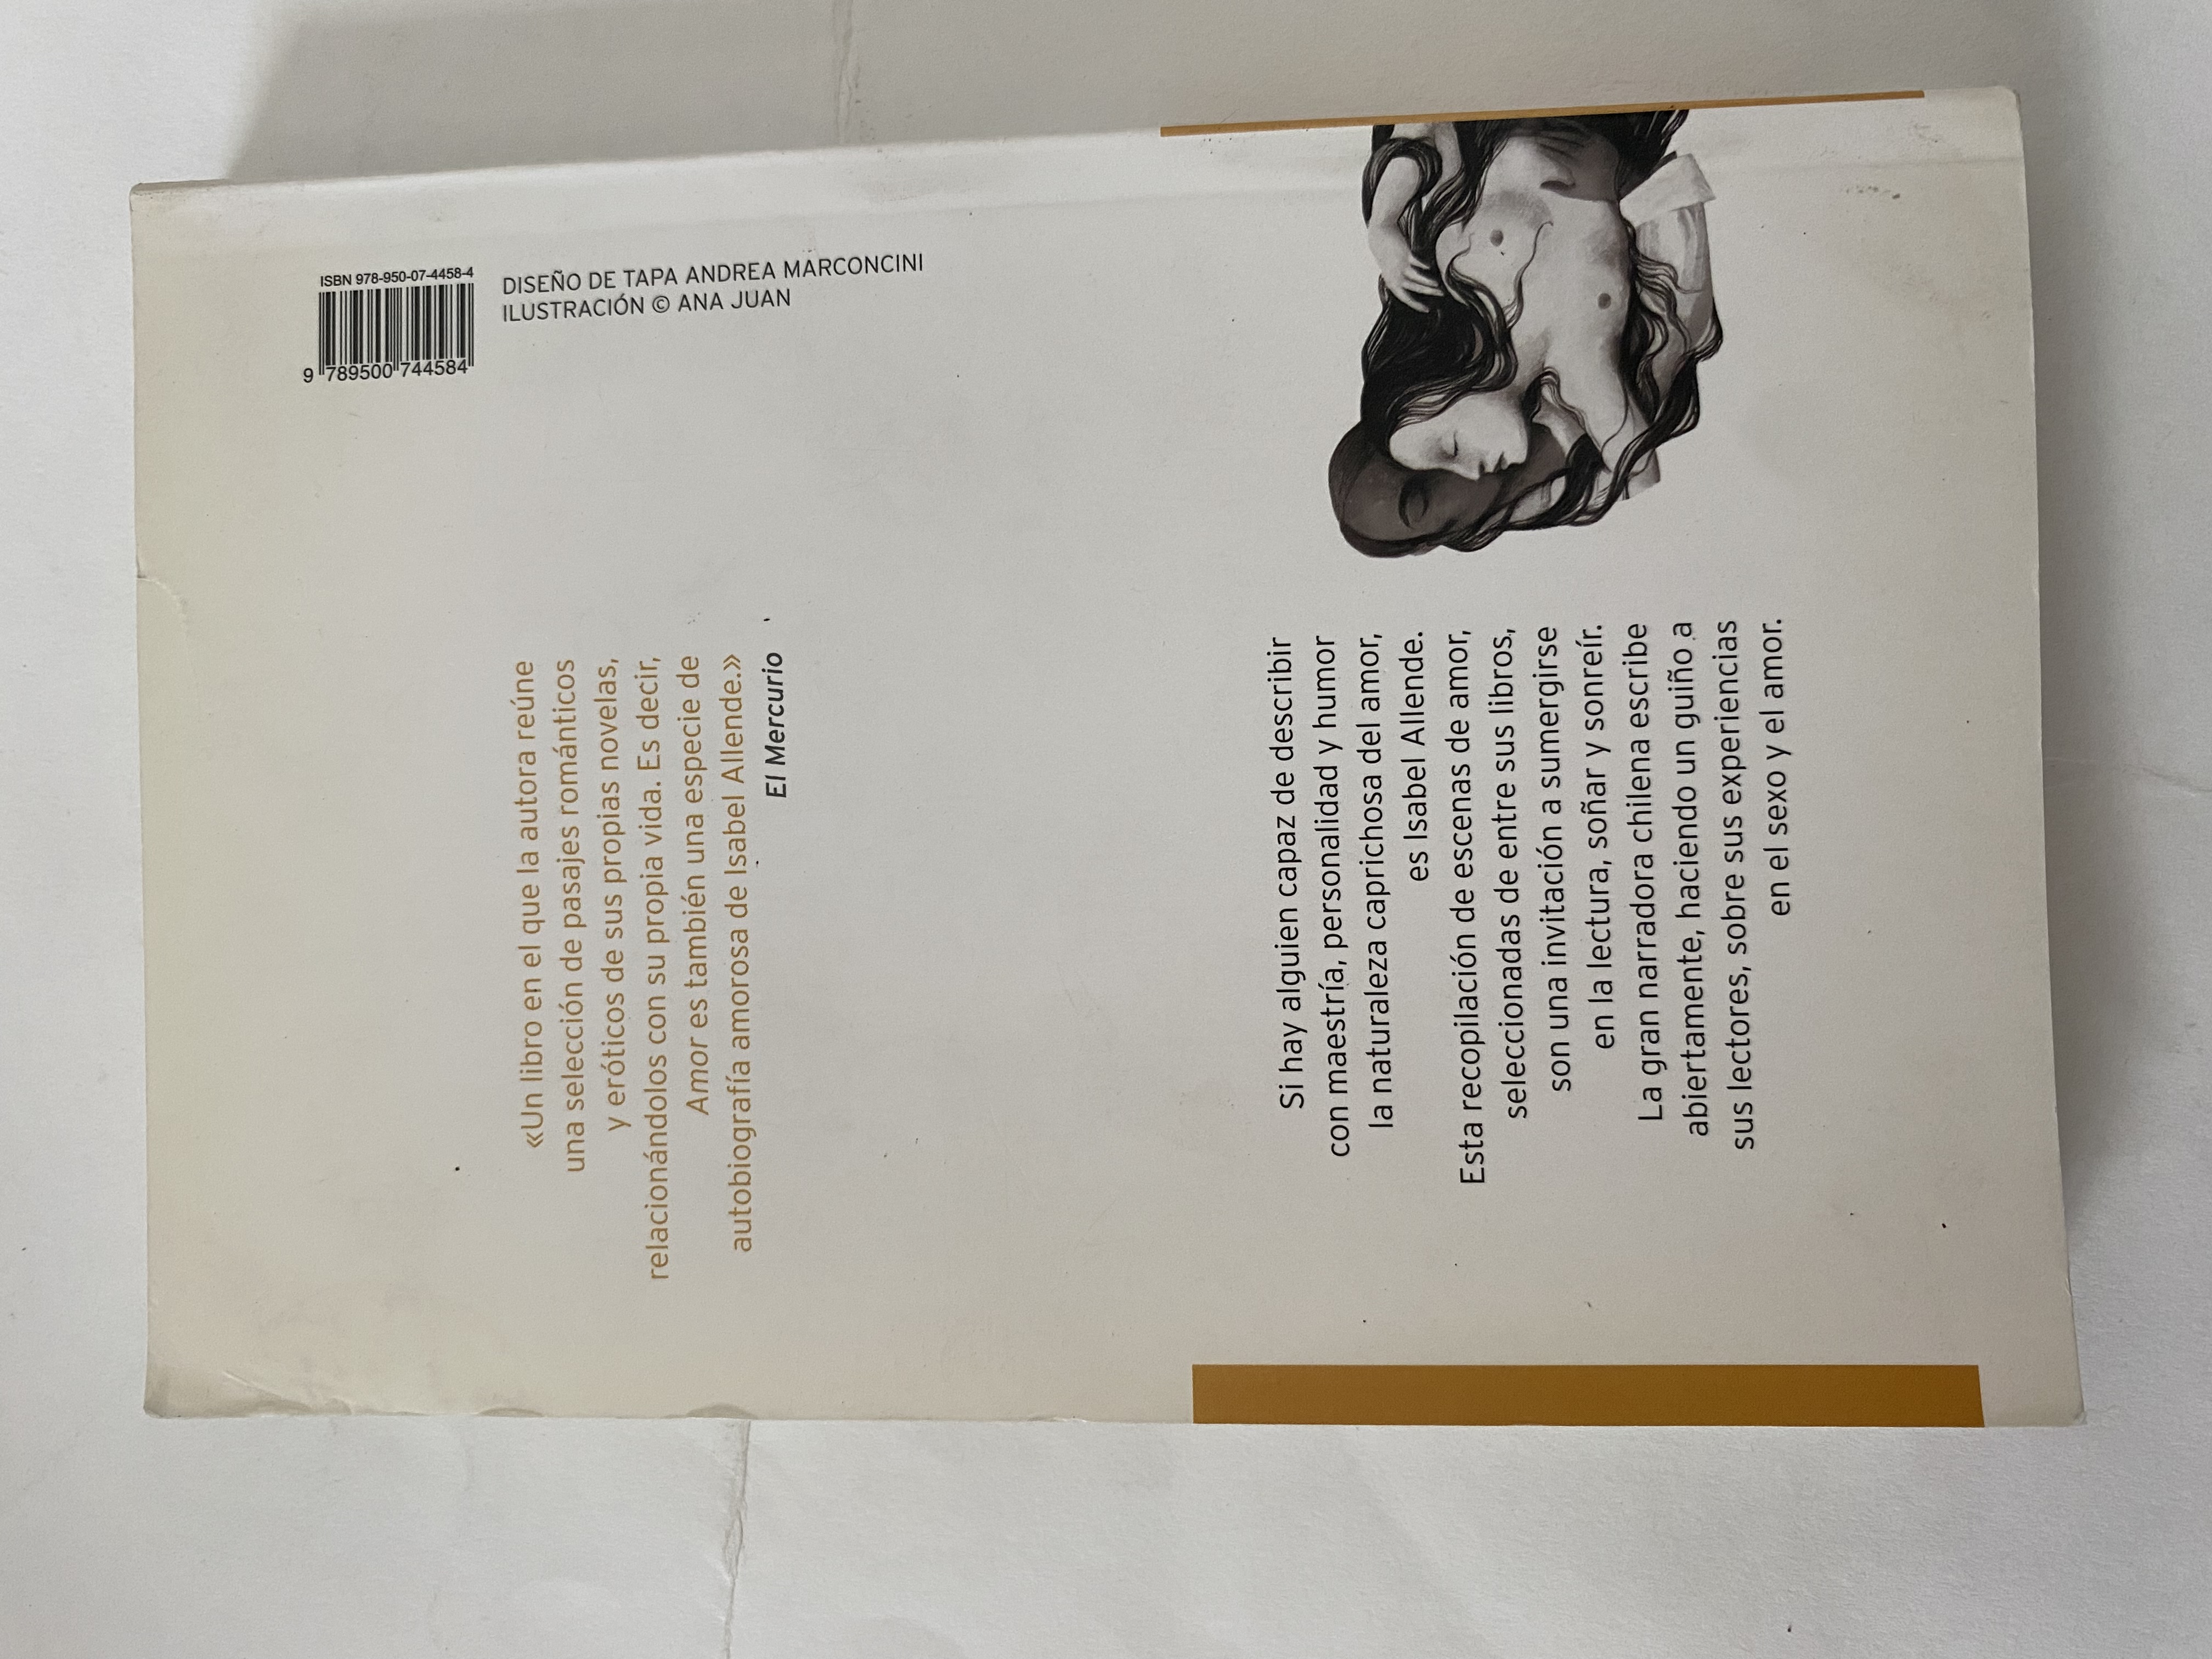 «Un libro en el que la autora reúne
una selección de pasajes románticos
y eróticos de sus propias novelas,
relacionándolos con su propia vida. Es decir,
Amor es también una especie de
autobiografía amorosa de Isabel Allende.»
El Mercurio
ISBN 978-950-07-4458-4
9 789500 744584
DISEÑO DE TAPA ANDREA MARCONCINI
ILUSTRACIÓN © ANA JUAN
Si hay alguien capaz de describir
con maestría, personalidad y humor
la naturaleza caprichosa del amor,
es Isabel Allende.
Esta recopilación de escenas de amor,
seleccionadas de entre sus libros,
son una invitación a sumergirse
en la lectura, soñar y sonreír.
La gran narradora chilena escribe
abiertamente, haciendo un guiño a
sus lectores, sobre sus experiencias
en el sexo y el amor.